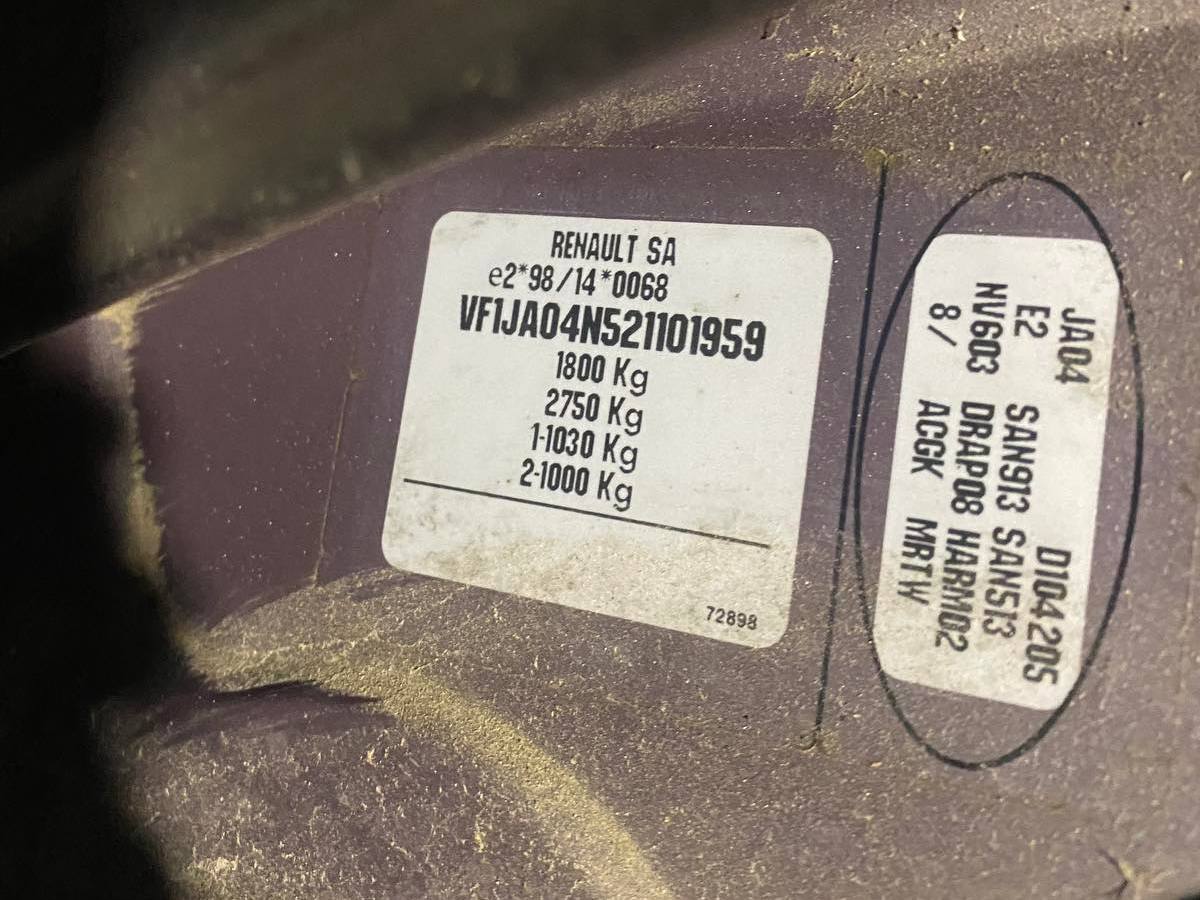 RENAULT SA
e2*98/14*0068
VF1JA04N521101959
1800 Kg
2750 Kg
1-1030 Kg
2-1000 Kg
72898
JA04 D104205
E2 SAN913 SAN513
NV603 DRAP08 HARM02
8/ ACGK MRTW